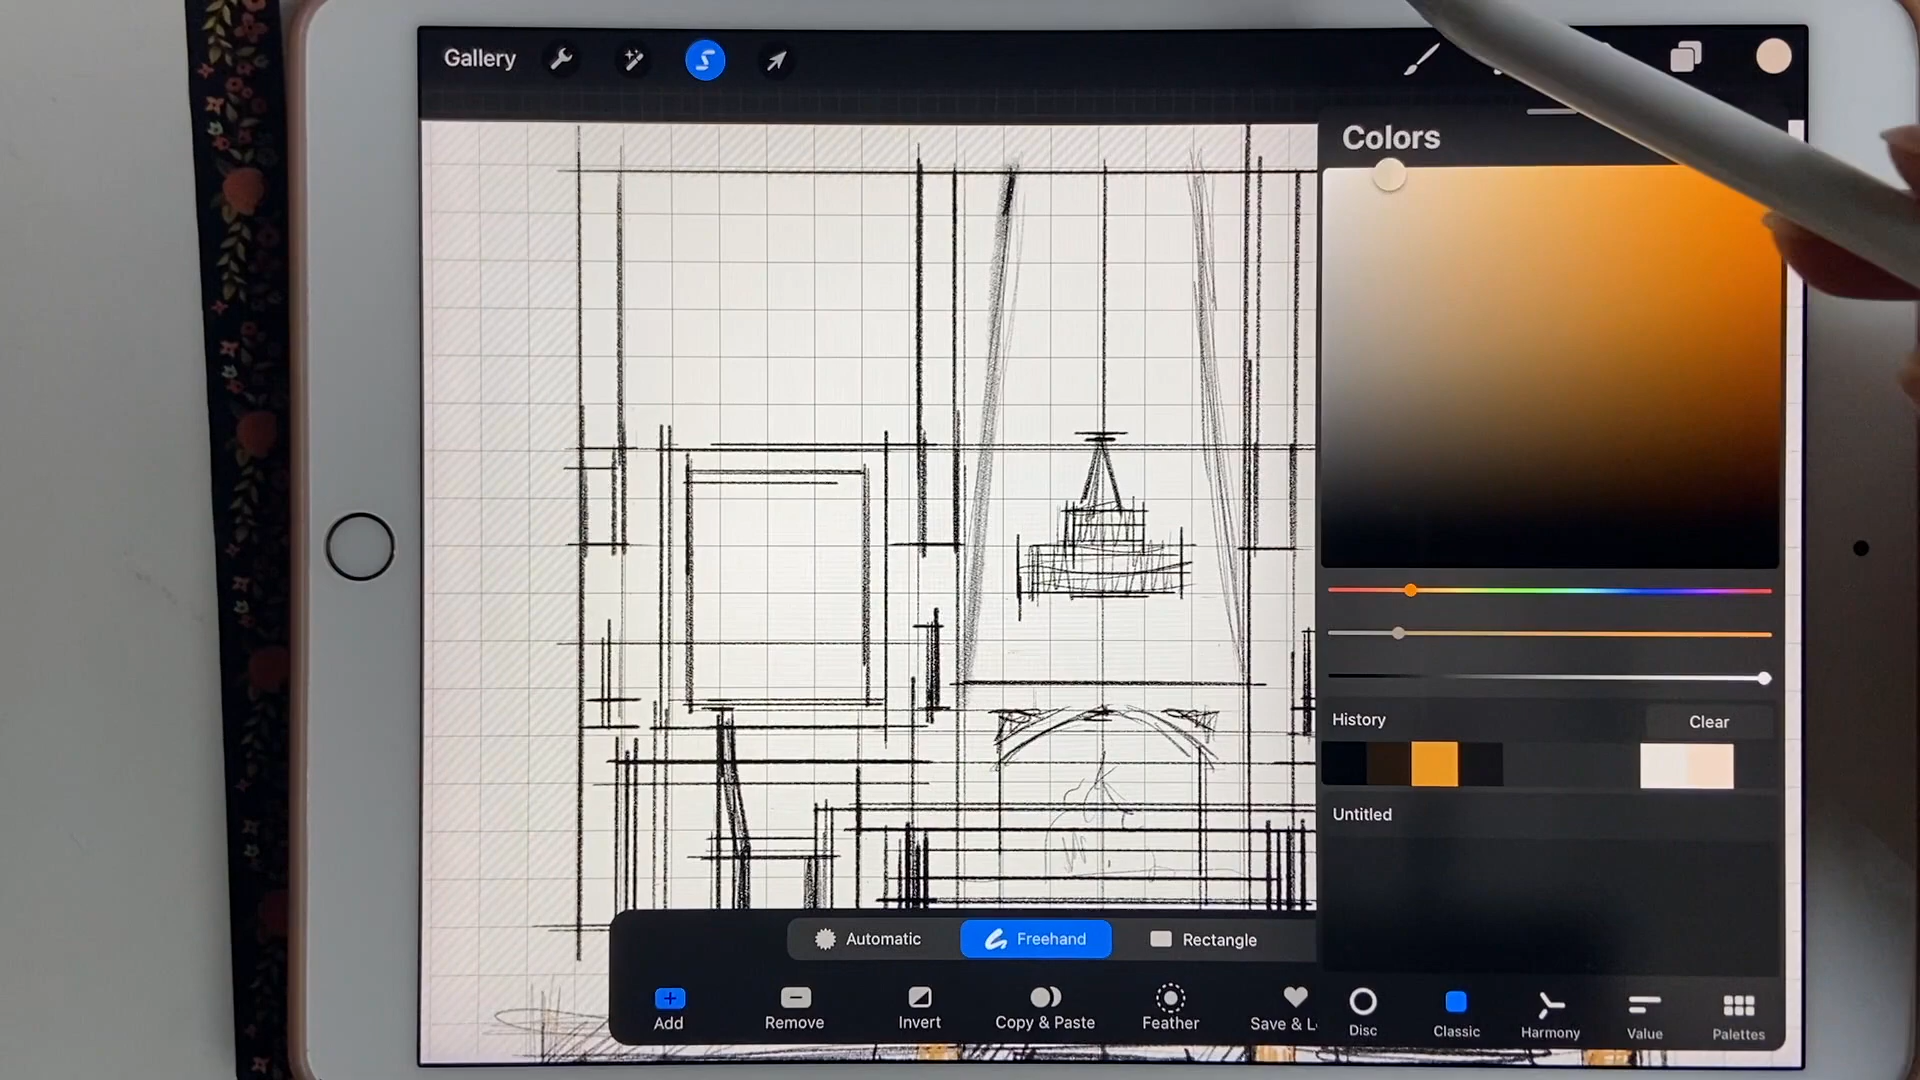 Gallery
Colors
History
Clear
Untitled
Automatic
Freehand
Rectangle
Add
Remove
Invert
Copy & Paste
Feather
Save & L
Disc
Classic
Harmony
Value
Palettes